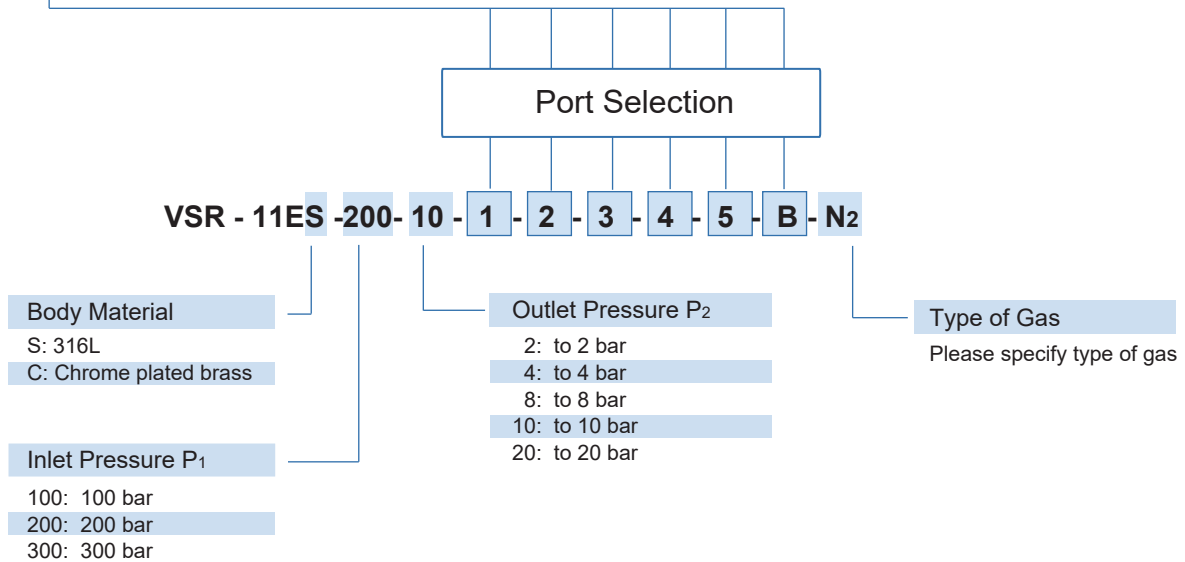 Port Selection
VSR - 11ES -200- 10 - 1 - 2 - 3 - 4 - 5 - B - N2
Body Material
S: 316L
C: Chrome plated brass
Inlet Pressure P1
100: 100 bar
200: 200 bar
300: 300 bar
Outlet Pressure P2
2: to 2 bar
4: to 4 bar
8: to 8 bar
10: to 10 bar
20: to 20 bar
Type of Gas
Please specify type of gas